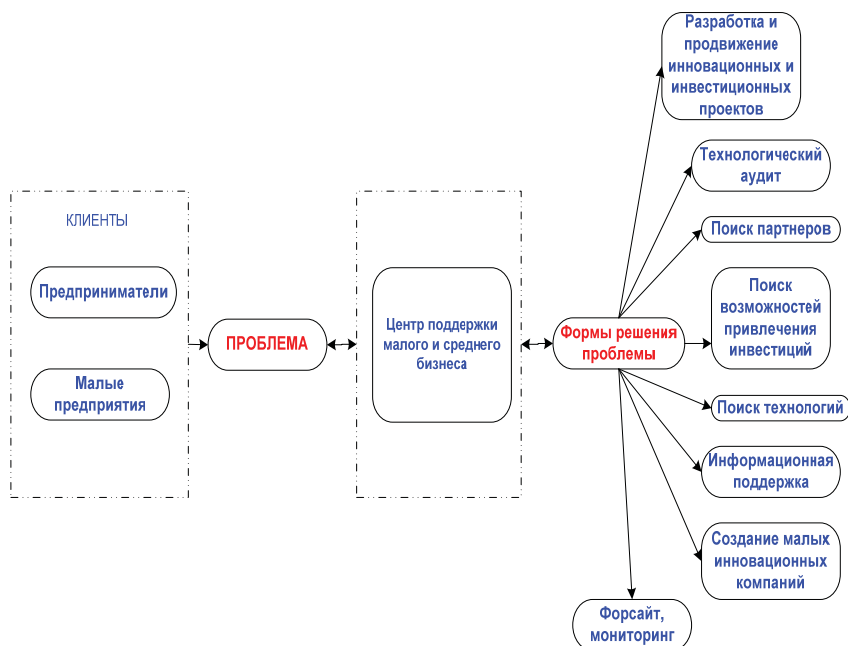 КЛИЕНТЫ
Предприниматели
Малые
предприятия
ПРОБЛЕМА
Центр поддержки
малого и среднего
бизнеса
Формы решения
проблемы
Разработка и
продвижение
инновационных и
инвестиционных
проектов
Технологический
аудит
Поиск партнеров
Поиск
возможностей
привлечения
инвестиций
Поиск технологий
Информационная
поддержка
Создание малых
инновационных
компаний
Форсайт,
мониторинг